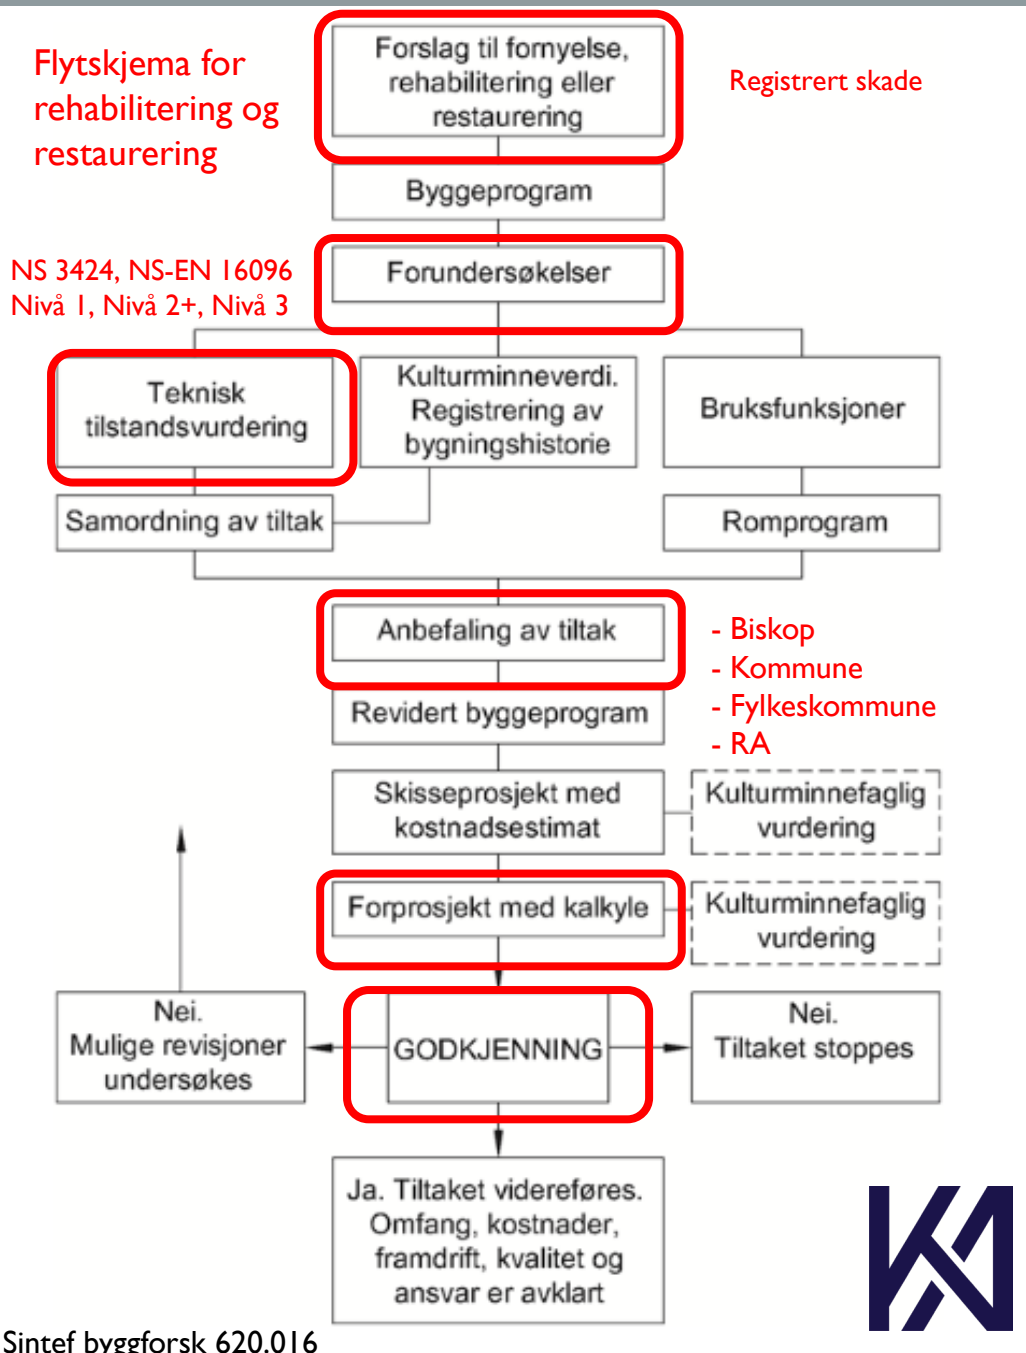 Flytskjema for
rehabilitering og
restaurering
Forslag til fornyelse,
rehabilitering eller
restaurering
Registrert skade
Byggeprogram
NS 3424, NS-EN 16096
Nivå 1, Nivå 2+, Nivå 3
Forundersøkelser
Teknisk
tilstandsvurdering
Kulturminneverdi.
Registrering av
bygningshistorie
Bruksfunksjoner
Samordning av tiltak
Romprogram
Anbefaling av tiltak
- Biskop
- Kommune
- Fylkeskommune
- RA
Revidert byggeprogram
Skisseprosjekt med
kostnadsestimat
Kulturminnefaglig
vurdering
Forprosjekt med kalkyle
Kulturminnefaglig
vurdering
Nei.
Mulige revisjoner
undersøkes
GODKJENNING
Nei.
Tiltaket stoppes
Ja. Tiltaket videreføres.
Omfang, kostnader,
framdrift, kvalitet og
ansvar er avklart
KA
Sintef byggforsk 620.016